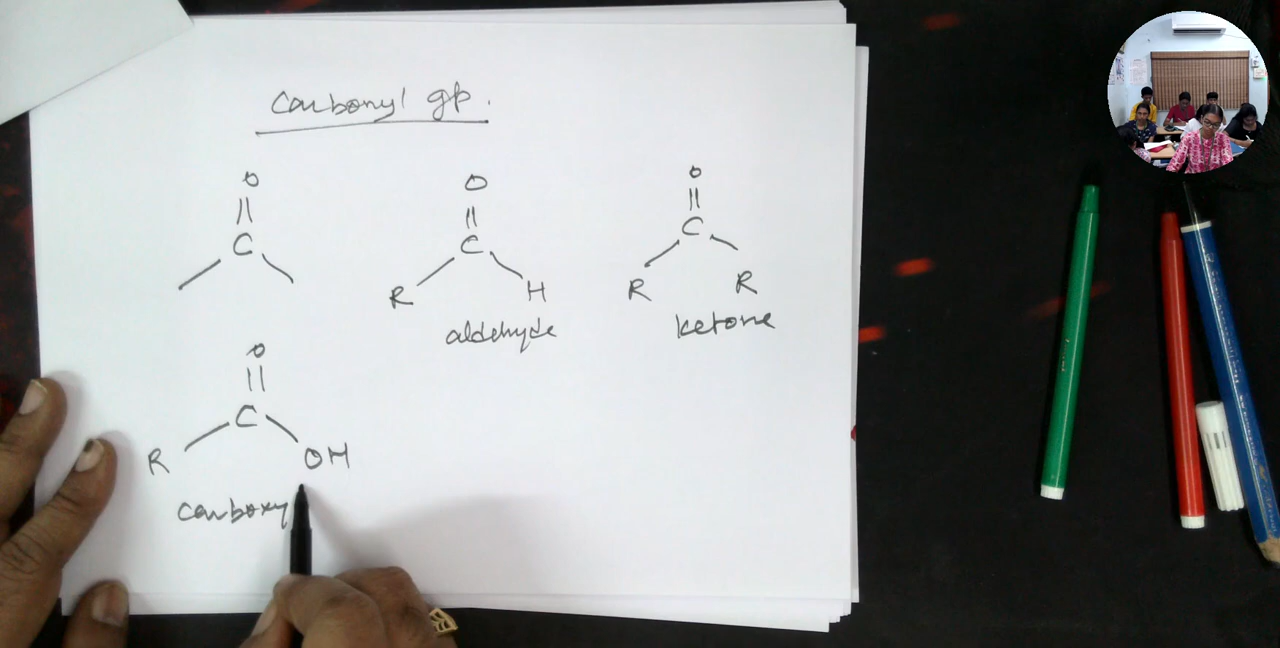 Carbonyl gp.
O O O
|| || ||
C C C
R H R R
aldehyde ketone
O
||
C
R OH
carboxy